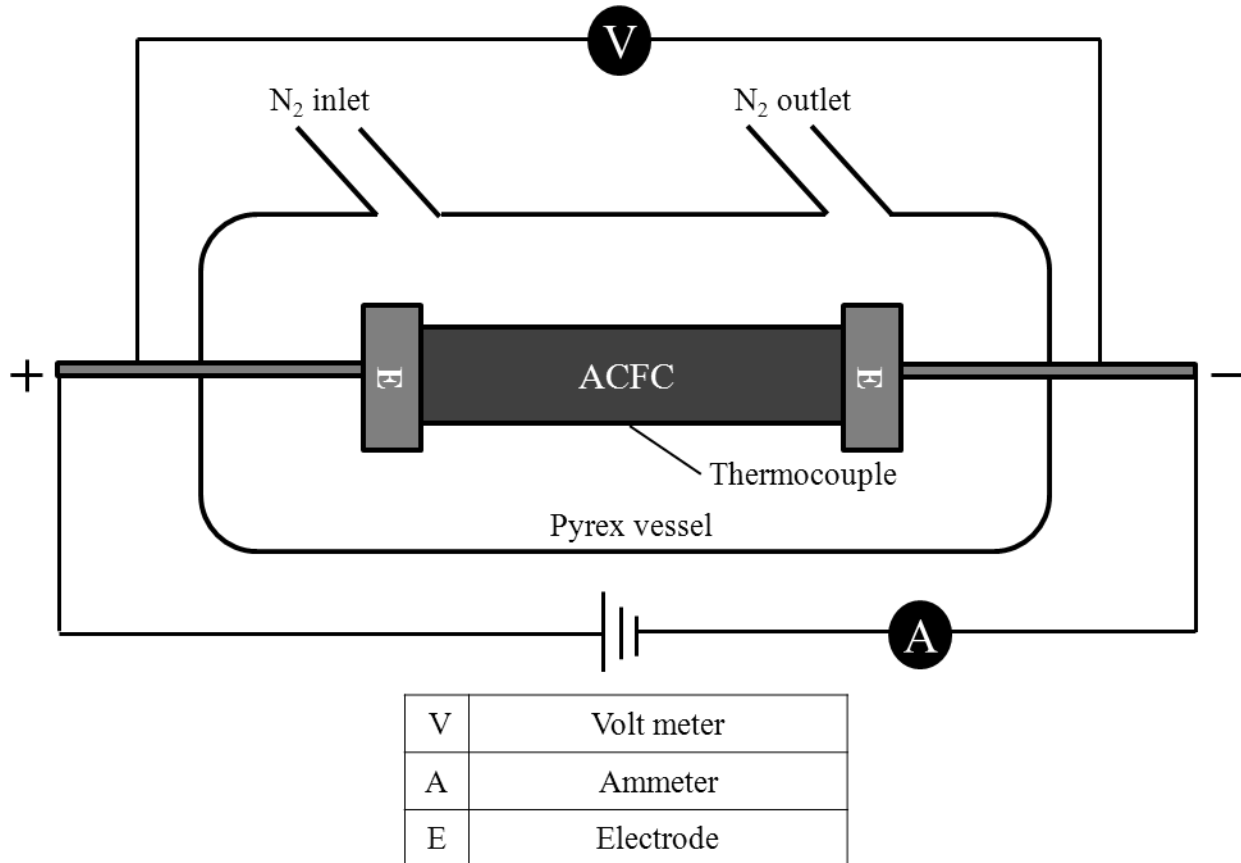 V
N₂ inlet
N₂ outlet
+
E
ACFC
E
−
Thermocouple
Pyrex vessel
A
V Volt meter
A Ammeter
E Electrode